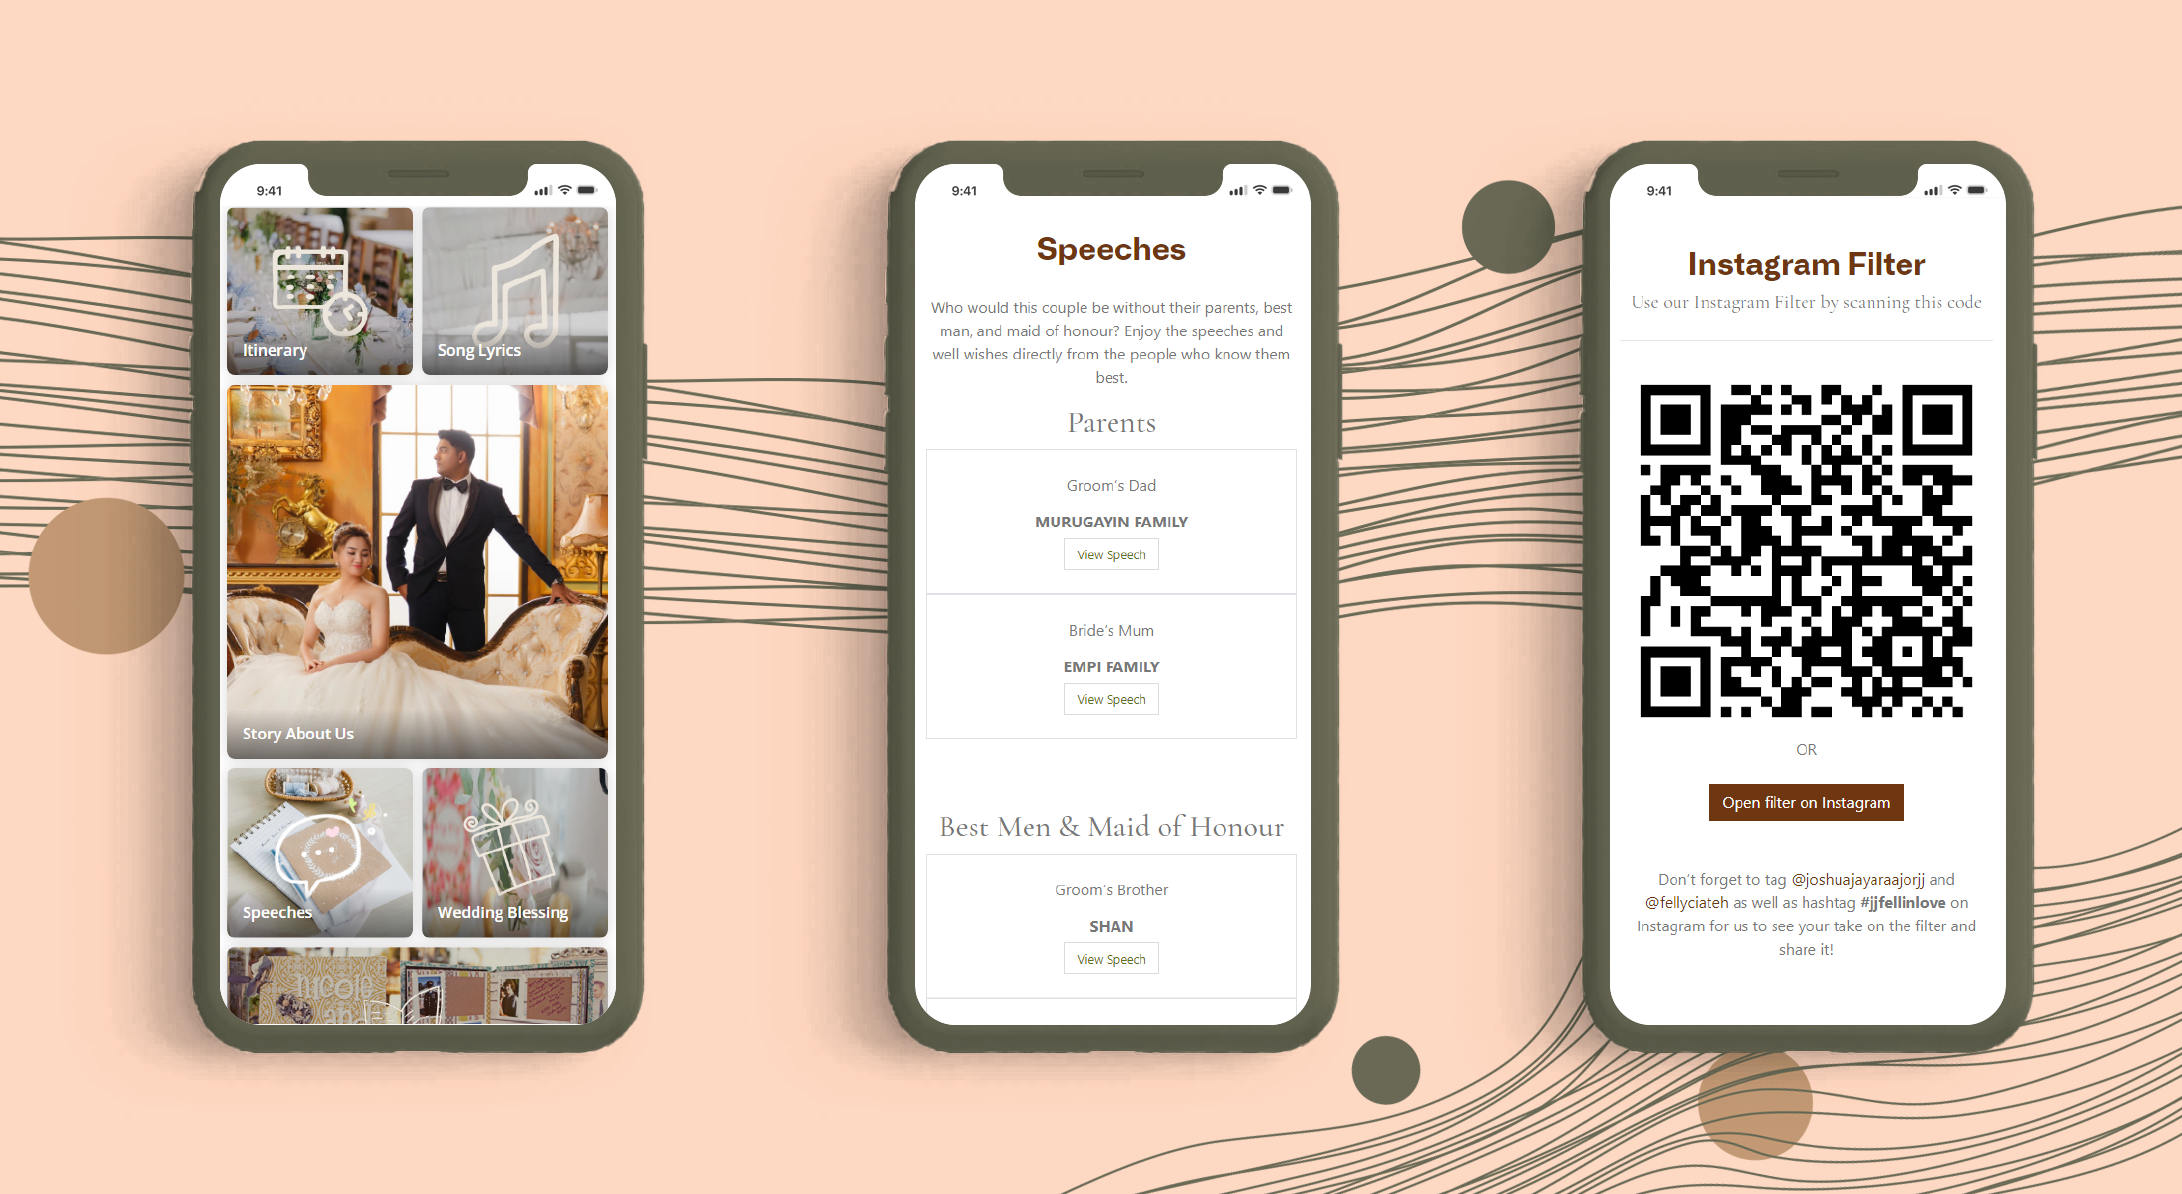 9:41
Itinerary
Song Lyrics
Story About Us
Speeches
Wedding Blessing
nicole
and
9:41
Speeches
Who would this couple be without their parents, best
man, and maid of honour? Enjoy the speeches and
well wishes directly from the people who know them
best.
Parents
Groom's Dad
MURUGAYIN FAMILY
View Speech
Bride's Mum
EMPI FAMILY
View Speech
Best Men & Maid of Honour
Groom's Brother
SHAN
View Speech
9:41
Instagram Filter
Use our Instagram Filter by scanning this code
OR
Open filter on Instagram
Don't forget to tag @joshuajayaraajorjj and
@fellyciateh as well as hashtag #jjfellinlove on
Instagram for us to see your take on the filter and
share it!